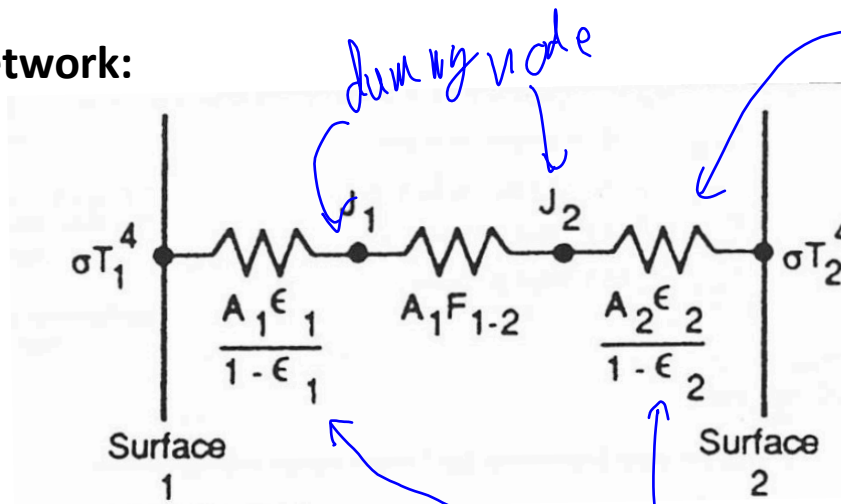 etwork:
dummy node
J1 J2
σT1^4 σT2^4
A1ϵ1 A1F1-2 A2ϵ2
1-ϵ1 1-ϵ2
Surface Surface
1 2